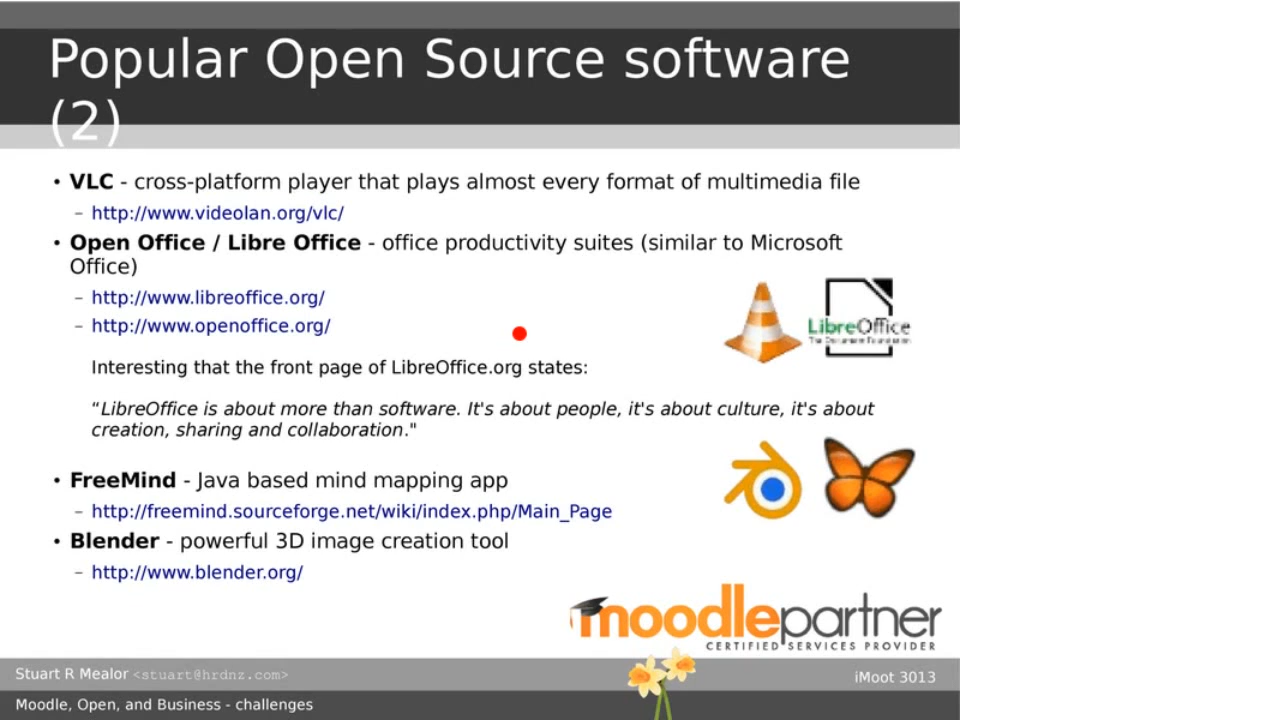 Popular Open Source software
(2)
• VLC - cross-platform player that plays almost every format of multimedia file
– http://www.videolan.org/vlc/
• Open Office / Libre Office - office productivity suites (similar to Microsoft
Office)
– http://www.libreoffice.org/
– http://www.openoffice.org/
LibreOffice
The Document Foundation
Interesting that the front page of LibreOffice.org states:
“LibreOffice is about more than software. It's about people, it's about culture, it's about
creation, sharing and collaboration."
• FreeMind - Java based mind mapping app
– http://freemind.sourceforge.net/wiki/index.php/Main_Page
• Blender - powerful 3D image creation tool
– http://www.blender.org/
moodlepartner
CERTIFIED SERVICES PROVIDER
Stuart R Mealor <stuart@hrdnz.com>
iMoot 3013
Moodle, Open, and Business - challenges